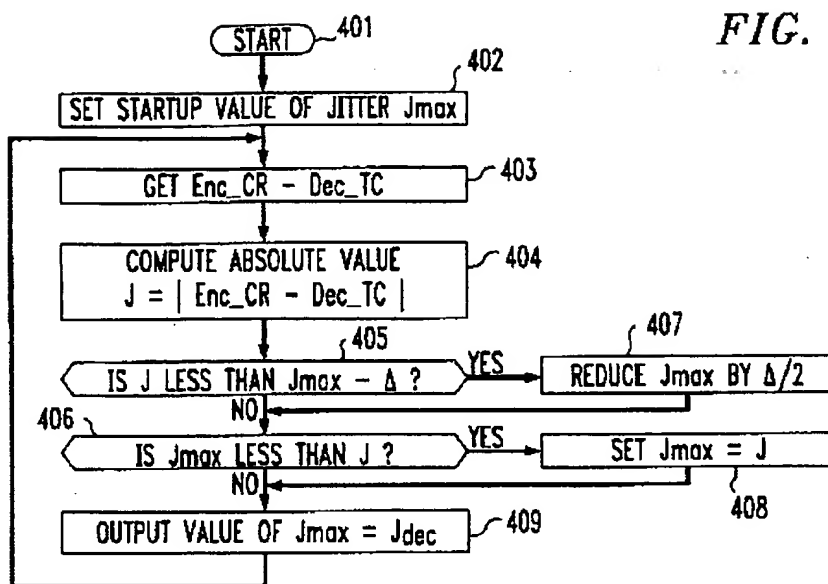 FIG.
START 401
402
SET STARTUP VALUE OF JITTER Jmax
GET Enc_CR - Dec_TC 403
COMPUTE ABSOLUTE VALUE
J = | Enc_CR - Dec_TC | 404
405
IS J LESS THAN Jmax - Δ ? YES
407
REDUCE Jmax BY Δ/2
NO
406
IS Jmax LESS THAN J ? YES
SET Jmax = J
408
NO
OUTPUT VALUE OF Jmax = Jdec 409